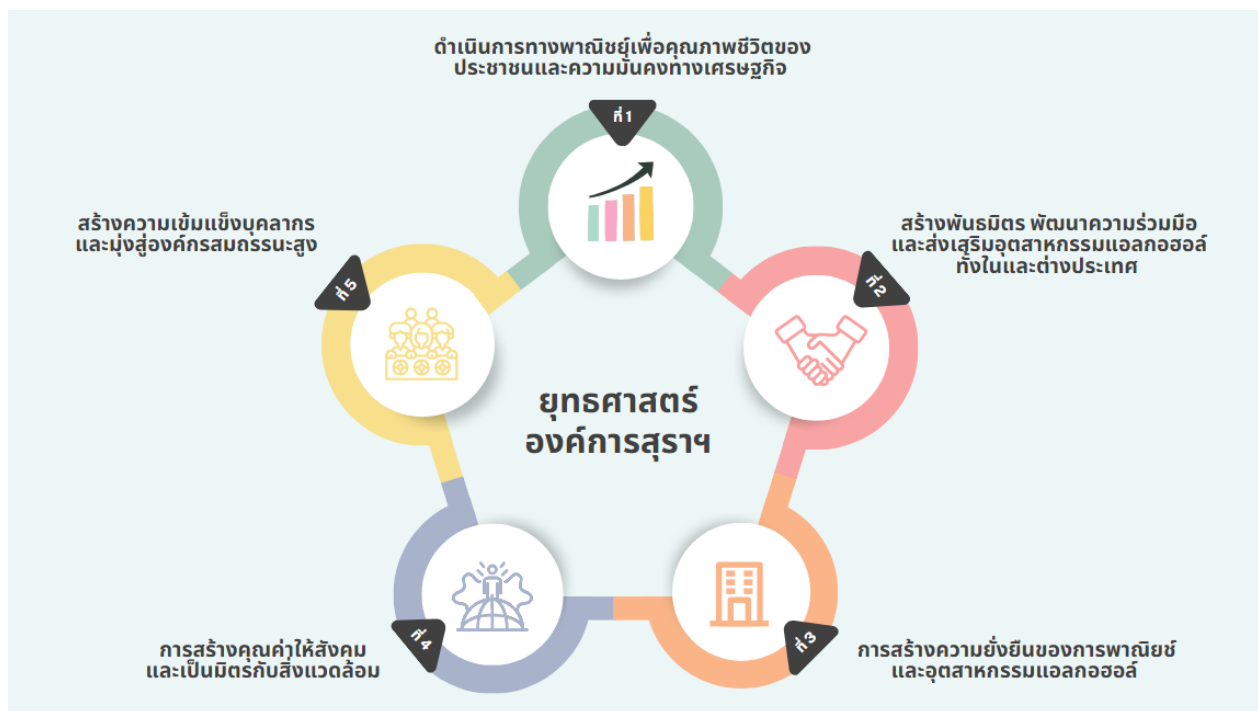 ดำเนินการทางพาณิชย์เพื่อคุณภาพชีวิตของ
ประชาชนและความมั่นคงทางเศรษฐกิจ
ที่ 1
สร้างพันธมิตร พัฒนาความร่วมมือ
และส่งเสริมอุตสาหกรรมแอลกอฮอล์
ทั้งในและต่างประเทศ
ที่ 2
การสร้างความยั่งยืนของการพาณิยช์
และอุตสาหกรรมแอลกอฮอล์
ที่ 3
การสร้างคุณค่าให้สังคม
และเป็นมิตรกับสิ่งแวดล้อม
ที่ 4
สร้างความเข้มแข็งบุคลากร
และมุ่งสู่องค์กรสมถรรนะสูง
ที่ 5
ยุทธศาสตร์
องค์การสุราฯ